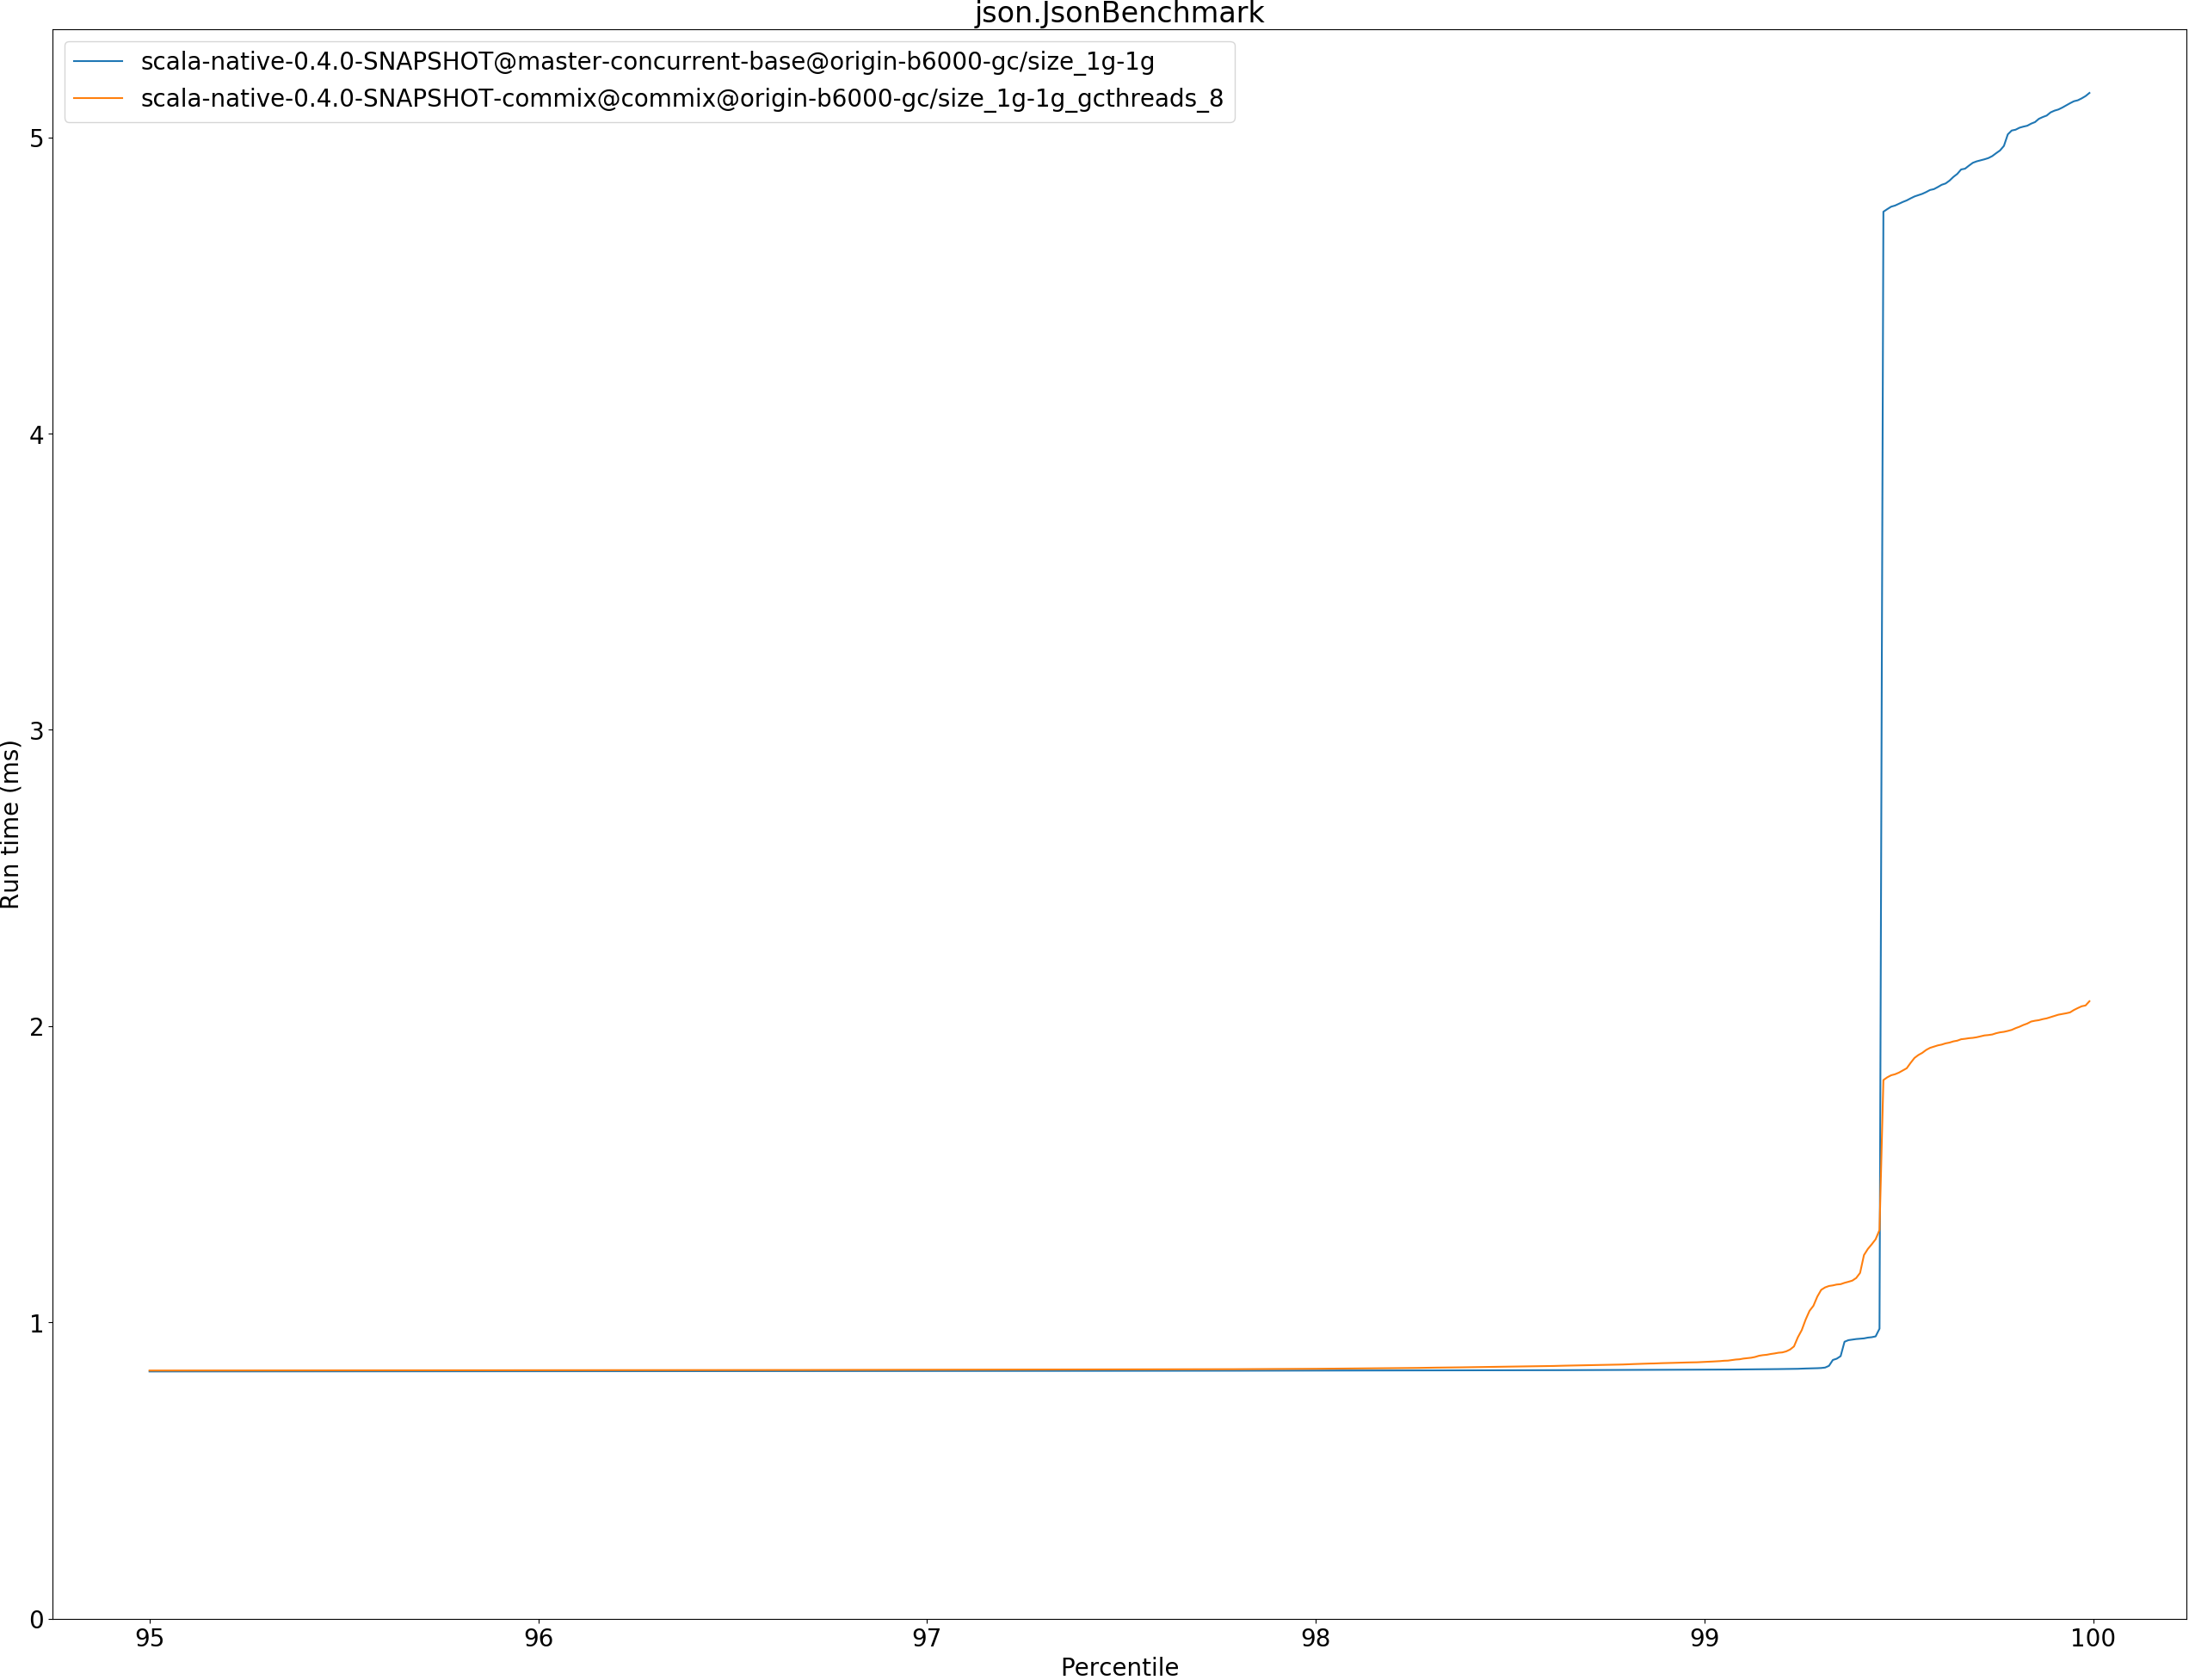 json.JsonBenchmark
scala-native-0.4.0-SNAPSHOT@master-concurrent-base@origin-b6000-gc/size_1g-1g
scala-native-0.4.0-SNAPSHOT-commix@commix@origin-b6000-gc/size_1g-1g_gcthreads_8
5
4
3
2
1
0
Run time (ms)
95 96 97 98 99 100
Percentile